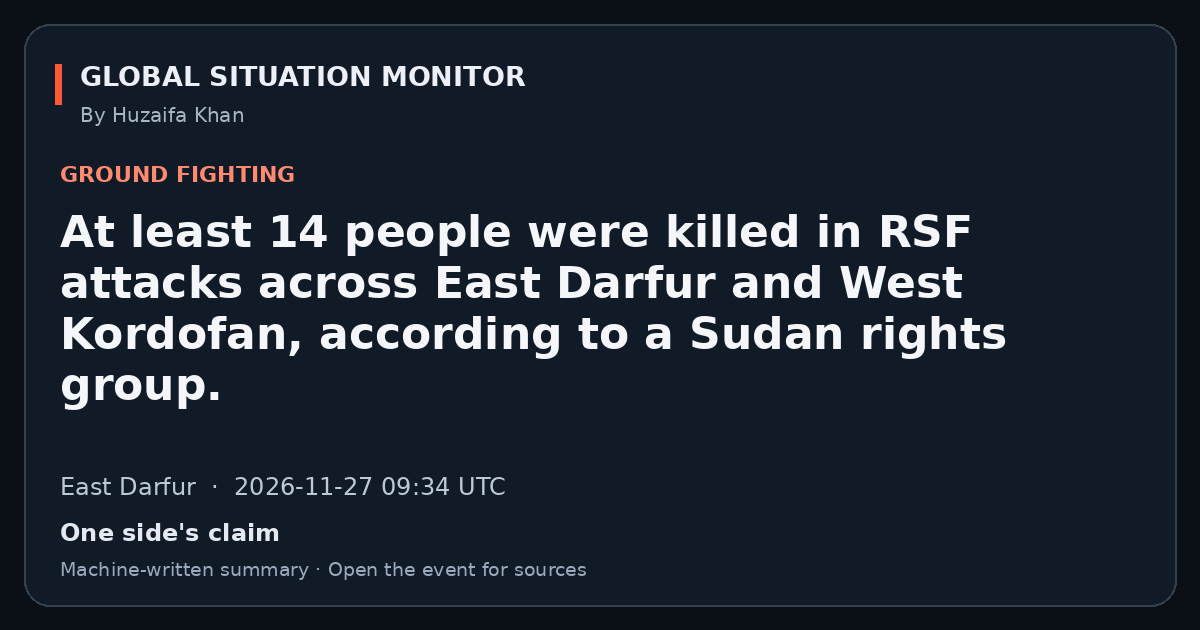 GLOBAL SITUATION MONITOR
By Huzaifa Khan
GROUND FIGHTING
At least 14 people were killed in RSF
attacks across East Darfur and West
Kordofan, according to a Sudan rights
group.
East Darfur · 2026-11-27 09:34 UTC
One side's claim
Machine-written summary · Open the event for sources